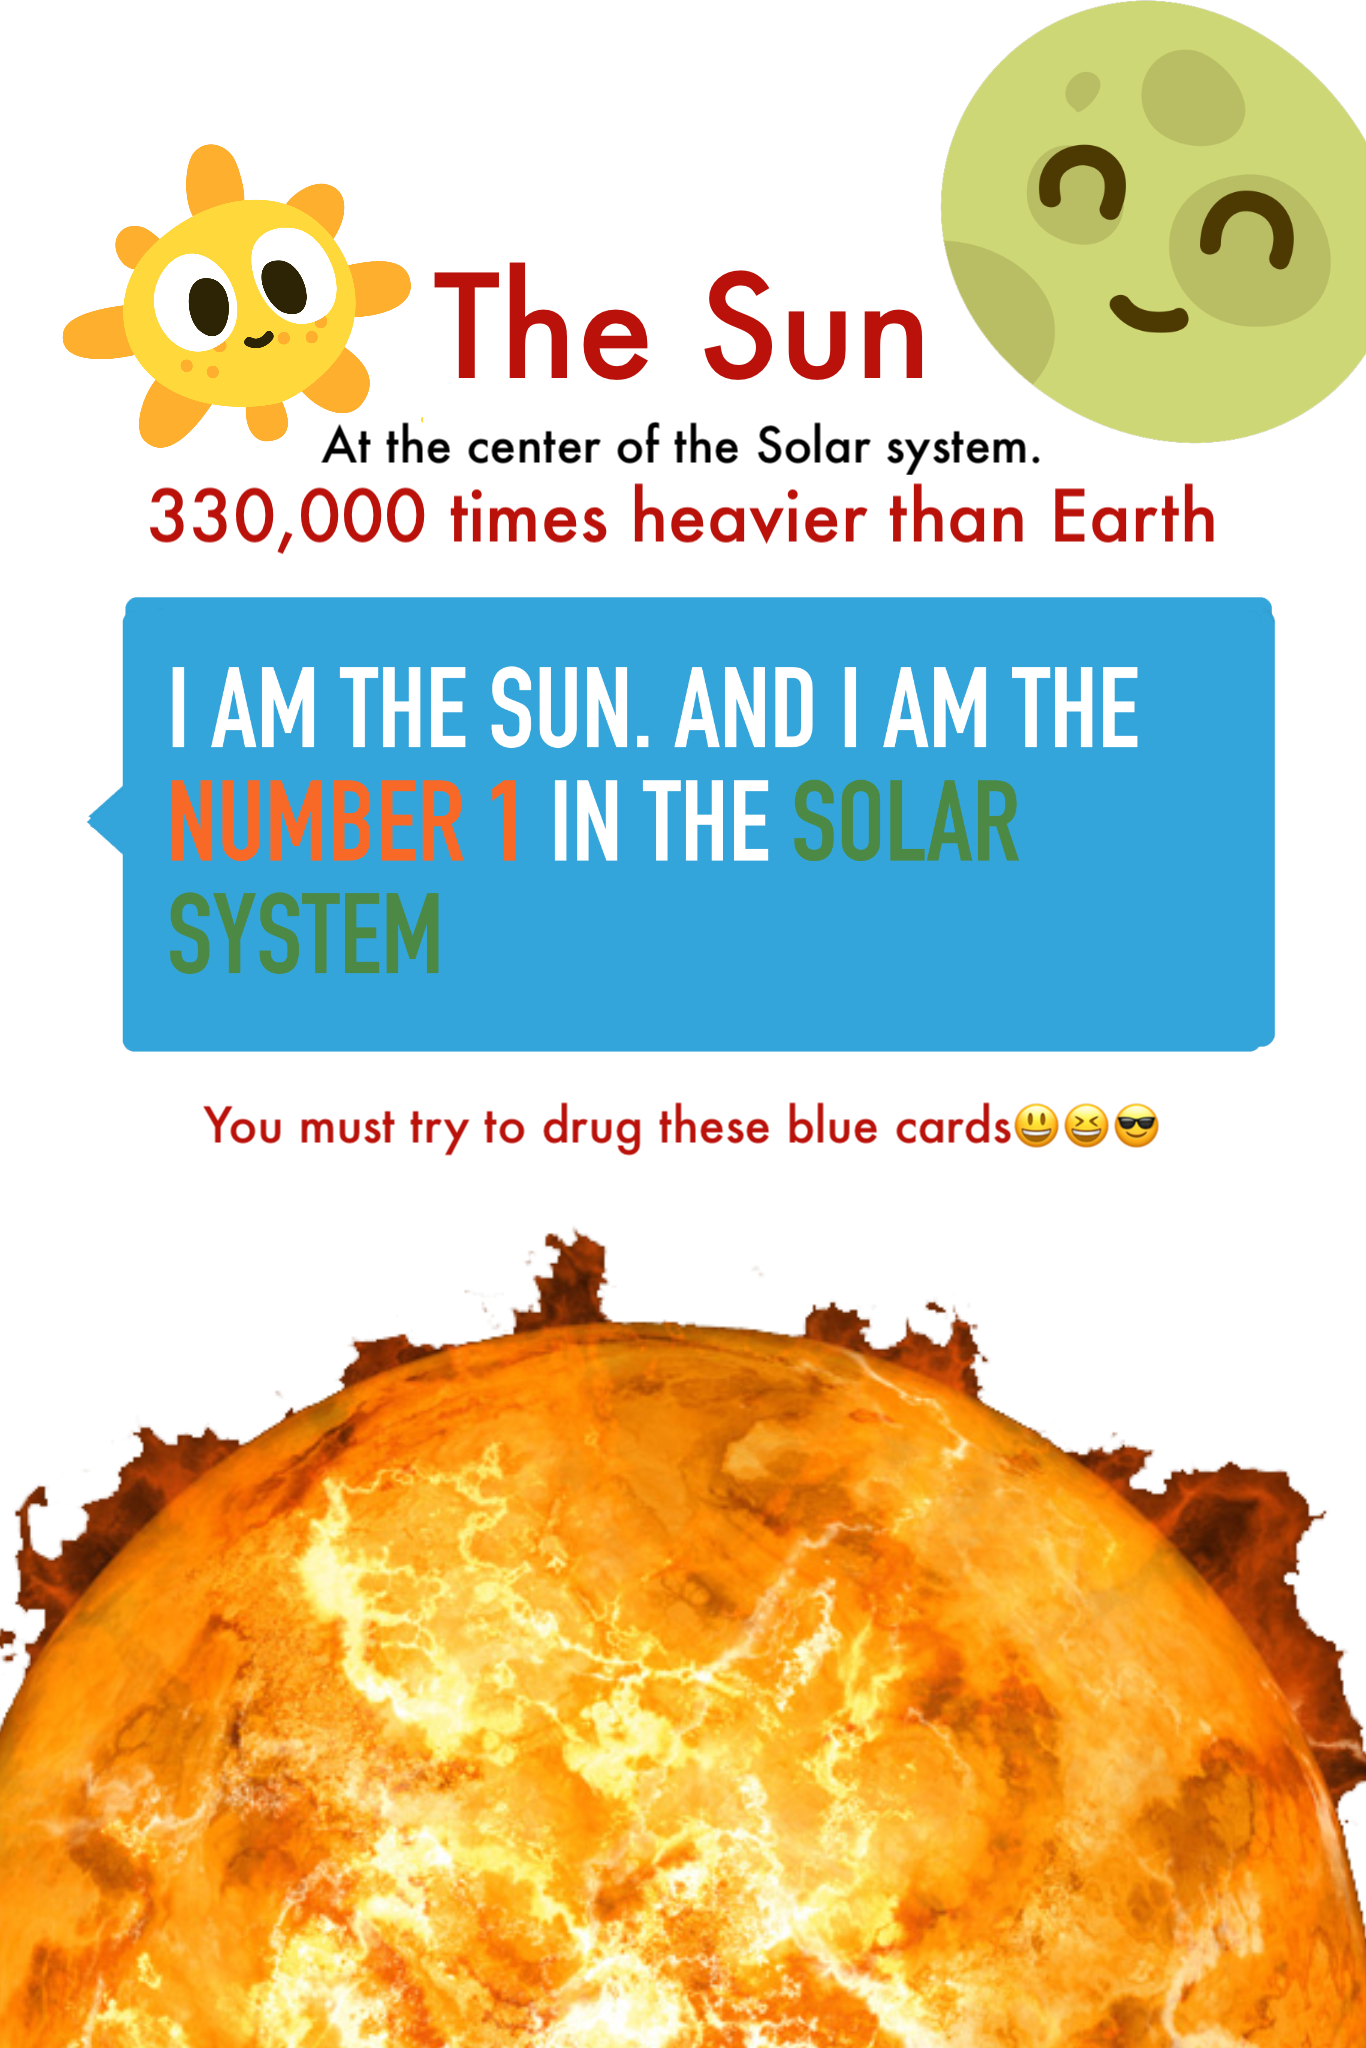 The Sun
At the center of the Solar system.
330,000 times heavier than Earth
I AM THE SUN. AND I AM THE
NUMBER 1 IN THE SOLAR
SYSTEM
You must try to drug these blue cards😃😆😎